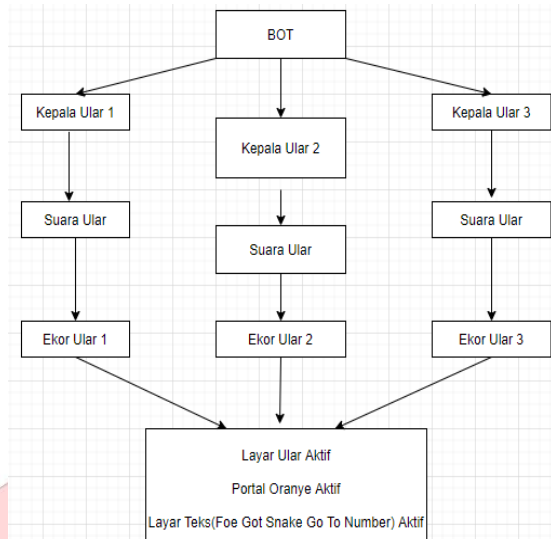 BOT
Kepala Ular 1
Kepala Ular 2
Kepala Ular 3
Suara Ular
Suara Ular
Suara Ular
Ekor Ular 1
Ekor Ular 2
Ekor Ular 3
Layar Ular Aktif
Portal Oranye Aktif
Layar Teks(Foe Got Snake Go To Number) Aktif